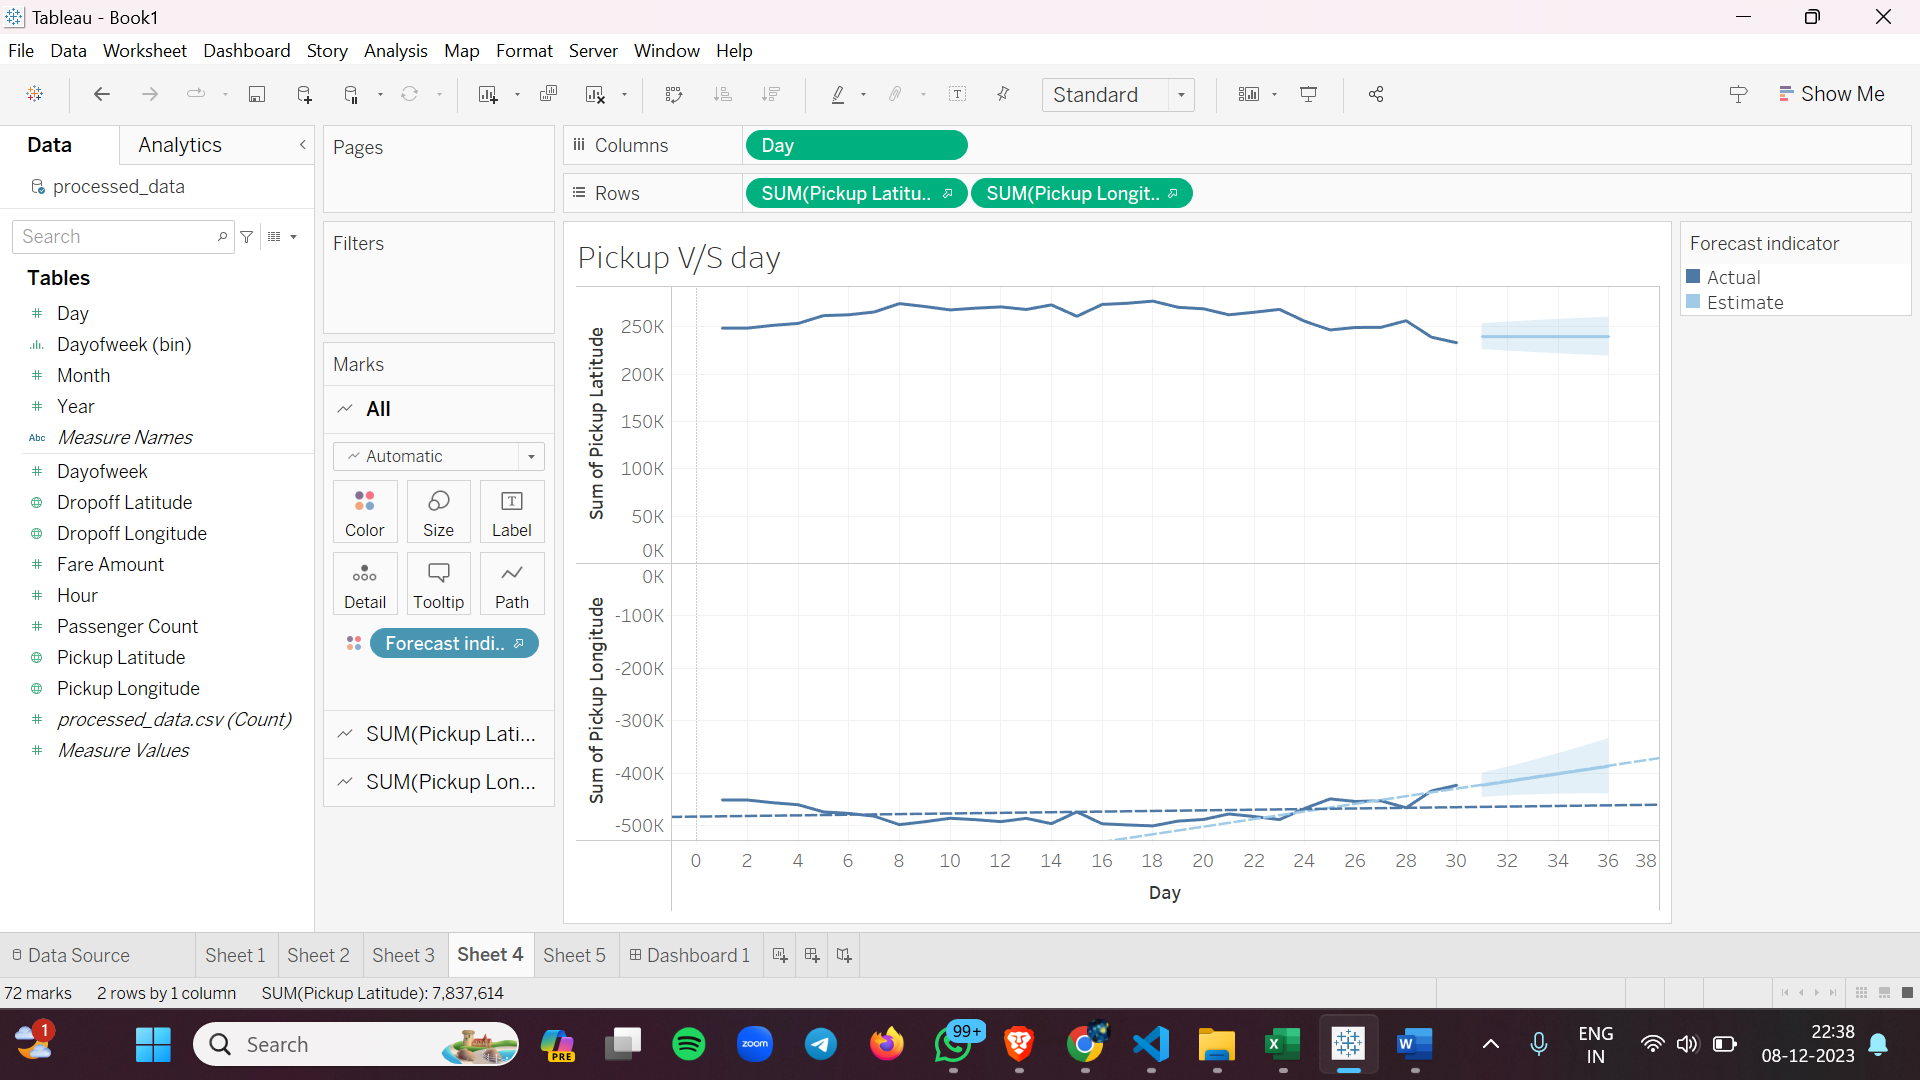 Tableau - Book1
File Data Worksheet Dashboard Story Analysis Map Format Server Window Help
Standard
Show Me
Data
Analytics
processed_data
Search
Tables
Day
Dayofweek (bin)
Month
Year
Abc Measure Names
Dayofweek
Dropoff Latitude
Dropoff Longitude
Fare Amount
Hour
Passenger Count
Pickup Latitude
Pickup Longitude
processed_data.csv (Count)
Measure Values
Pages
Filters
Marks
All
Automatic
Color Size Label
Detail Tooltip Path
Forecast indi..
SUM(Pickup Lati...
SUM(Pickup Lon...
Columns
Day
Rows
SUM(Pickup Latitu.. SUM(Pickup Longit..
Pickup V/S day
Sum of Pickup Latitude
250K
200K
150K
100K
50K
0K
Sum of Pickup Longitude
0K
-100K
-200K
-300K
-400K
-500K
0 2 4 6 8 10 12 14 16 18 20 22 24 26 28 30 32 34 36 38
Day
Forecast indicator
Actual
Estimate
Data Source Sheet 1 Sheet 2 Sheet 3 Sheet 4 Sheet 5 Dashboard 1
72 marks 2 rows by 1 column SUM(Pickup Latitude): 7,837,614
1
Search
PRE
zoom
99+
ENG
IN
22:38
08-12-2023